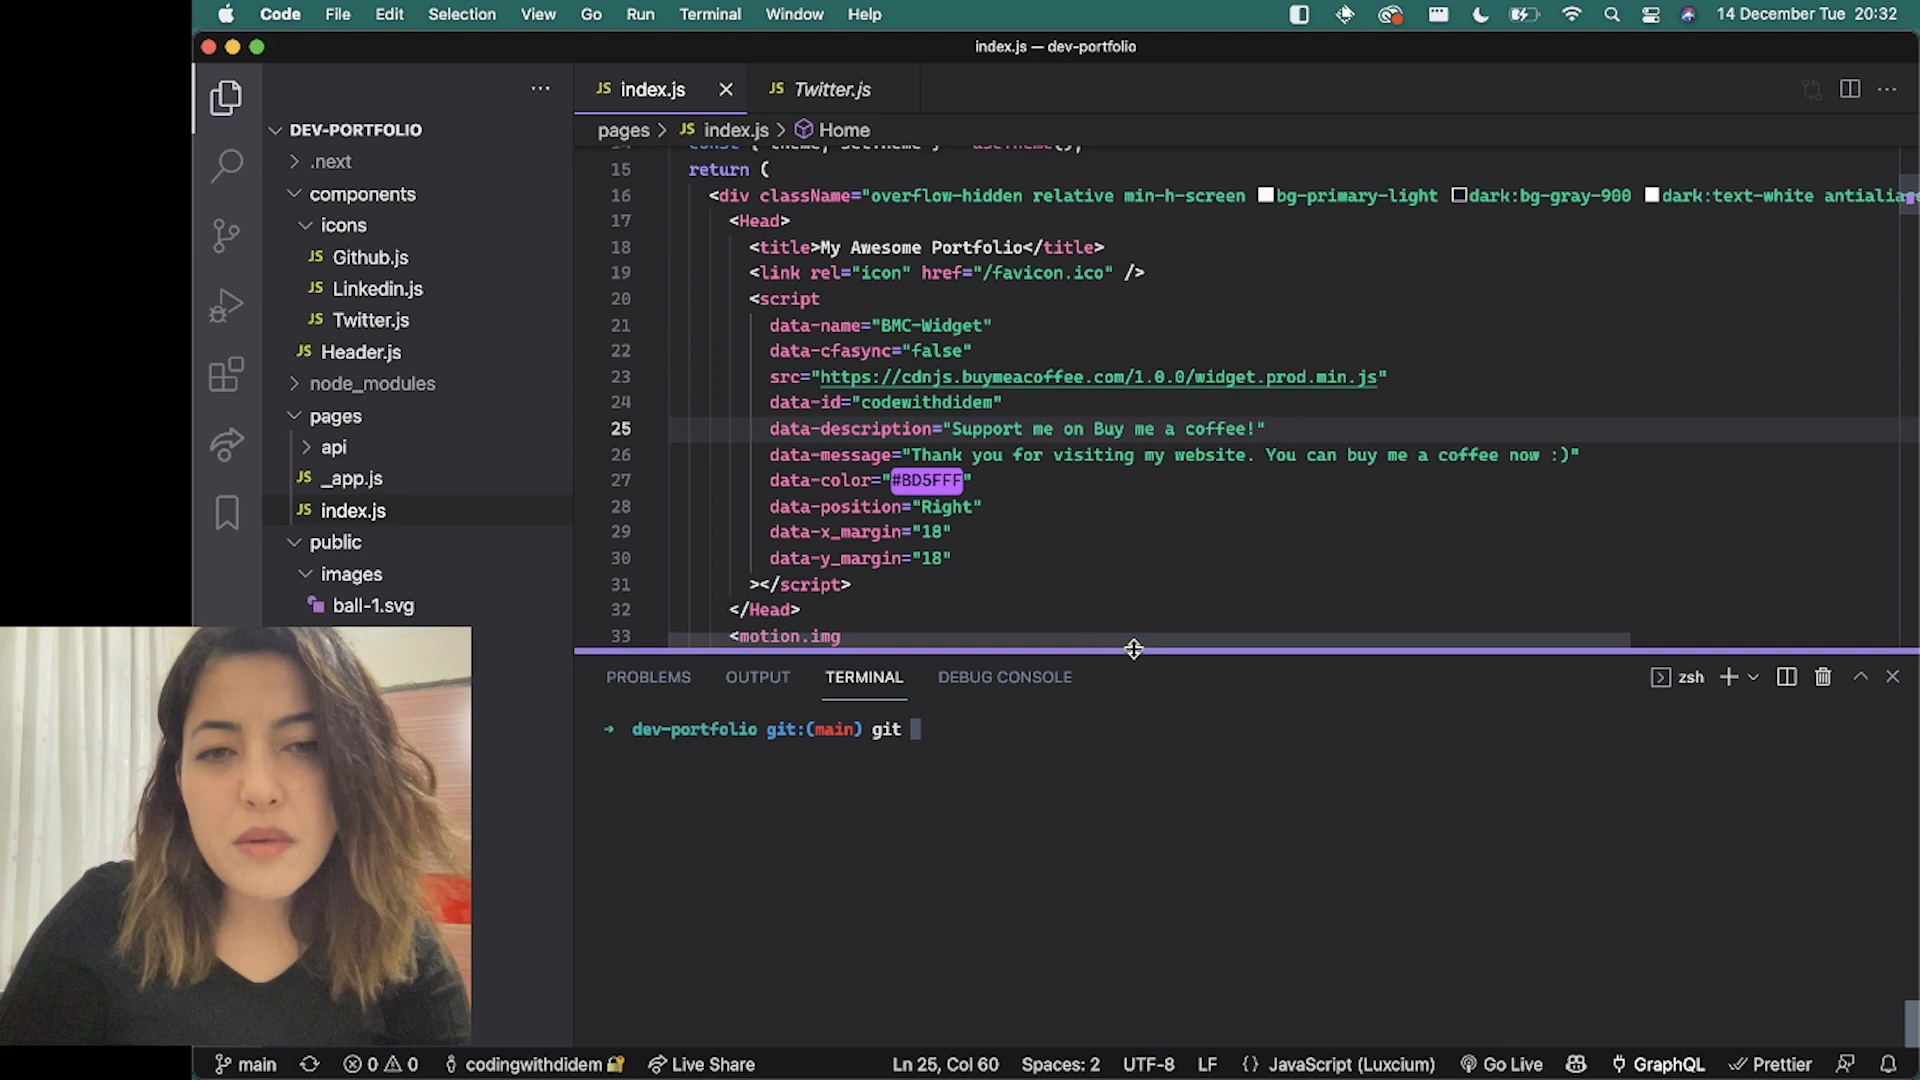 Code File Edit Selection View Go Run Terminal Window Help 14 December Tue 20:32
index.js — dev-portfolio
JS index.js JS Twitter.js
pages > JS index.js > Home
DEV-PORTFOLIO
.next
components
icons
JS Github.js
JS Linkedin.js
JS Twitter.js
JS Header.js
node_modules
pages
api
JS _app.js
JS index.js
public
images
ball-1.svg
15 return (
16 <div className="overflow-hidden relative min-h-screen bg-primary-light dark:bg-gray-900 dark:text-white
17 <Head>
18 <title>My Awesome Portfolio</title>
19 <link rel="icon" href="/favicon.ico" />
20 <script
21 data-name="BMC-Widget"
22 data-cfasync="false"
23 src="https://cdnjs.buymeacoffee.com/1.0.0/widget.prod.min.js"
24 data-id="codewithdidem"
25 data-description="Support me on Buy me a coffee!"
26 data-message="Thank you for visiting my website. You can buy me a coffee now :)"
27 data-color="#BD5FFF"
28 data-position="Right"
29 data-x_margin="18"
30 data-y_margin="18"
31 ></script>
32 </Head>
33 <motion.img
PROBLEMS OUTPUT TERMINAL DEBUG CONSOLE zsh
→ dev-portfolio git:(main) git
main 0 0 codingwithdidem Live Share Ln 25, Col 60 Spaces: 2 UTF-8 LF {} JavaScript (Luxcium) Go Live GraphQL Prettier